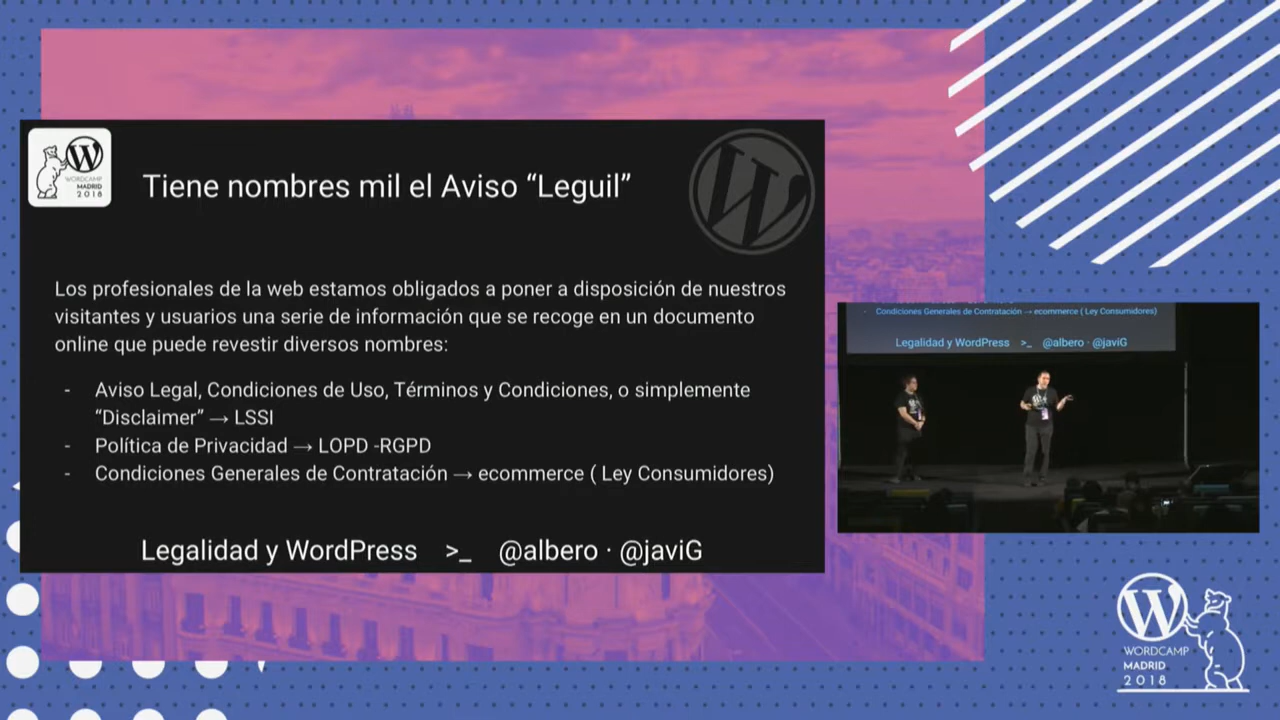 WORDCAMP
MADRID
2018
Tiene nombres mil el Aviso “Leguil”
Los profesionales de la web estamos obligados a poner a disposición de nuestros
visitantes y usuarios una serie de información que se recoge en un documento
online que puede revestir diversos nombres:
- Aviso Legal, Condiciones de Uso, Términos y Condiciones, o simplemente
“Disclaimer” → LSSI
- Política de Privacidad → LOPD -RGPD
- Condiciones Generales de Contratación → ecommerce ( Ley Consumidores)
Legalidad y WordPress >_ @albero · @javiG
- Condiciones Generales de Contratación → ecommerce ( Ley Consumidores)
Legalidad y WordPress >_ @albero · @javiG
WORDCAMP
MADRID
2018